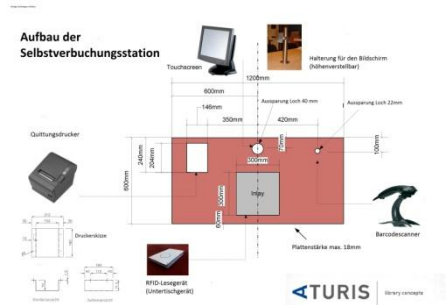 Aufbau der
Selbstverbuchungsstation
Touchscreen
Halterung für den Bildschirm
(höhenverstellbar)
1200mm
600mm
Aussparung Loch 40 mm
Aussparung Loch 22mm
146mm
350mm
420mm
Quittungsdrucker
600mm
240mm
204mm
70mm
100mm
300mm
300mm
Inlay
60mm
Druckerskizze
Plattenstärke max. 18mm
Barcodescanner
RFID-Lesegerät
(Untertischgerät)
ATURIS
library concepts